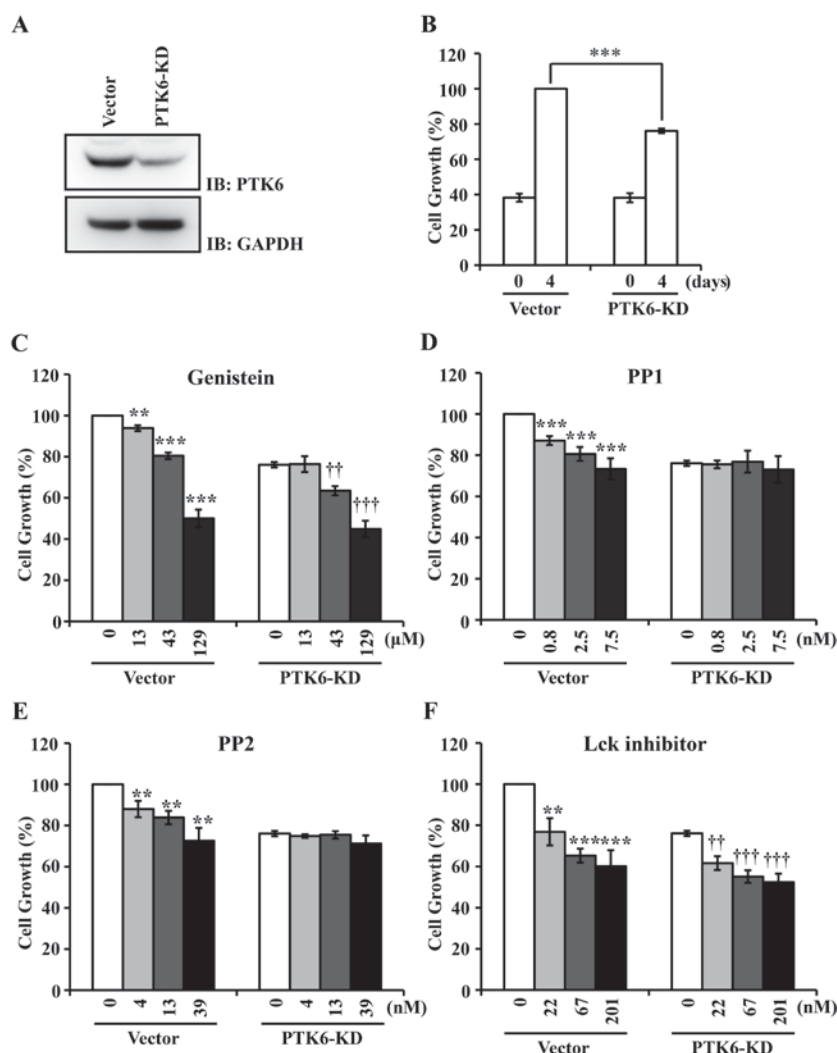 A
Vector
PTK6-KD
IB: PTK6
IB: GAPDH
B
***
Cell Growth (%)
120
100
80
60
40
20
0
0 4 0 4 (days)
Vector PTK6-KD
C
Genistein
Cell Growth (%)
120
100
80
60
40
20
0
** *** *** †† †††
0 13 43 129 0 13 43 129 (μM)
Vector PTK6-KD
D
PP1
Cell Growth (%)
120
100
80
60
40
20
0
*** *** ***
0 0.8 2.5 7.5 0 0.8 2.5 7.5 (nM)
Vector PTK6-KD
E
PP2
Cell Growth (%)
120
100
80
60
40
20
0
** ** **
0 4 13 39 0 4 13 39 (nM)
Vector PTK6-KD
F
Lck inhibitor
Cell Growth (%)
120
100
80
60
40
20
0
** *** *** †† ††† †††
0 22 67 201 0 22 67 201 (nM)
Vector PTK6-KD